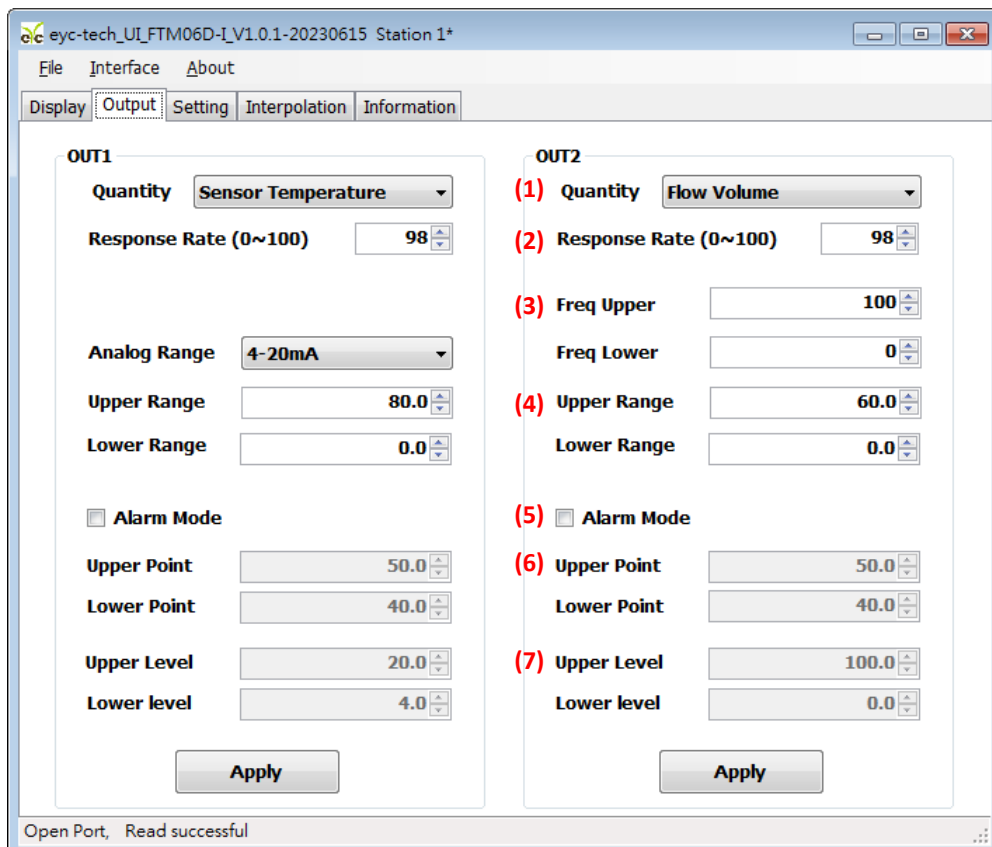 eyc-tech_UI_FTM06D-I_V1.0.1-20230615 Station 1*
File Interface About
Display Output Setting Interpolation Information
OUT1
Quantity Sensor Temperature
Response Rate (0~100) 98
Analog Range 4-20mA
Upper Range 80.0
Lower Range 0.0
Alarm Mode
Upper Point 50.0
Lower Point 40.0
Upper Level 20.0
Lower level 4.0
Apply
OUT2
(1) Quantity Flow Volume
(2) Response Rate (0~100) 98
(3) Freq Upper 100
Freq Lower 0
(4) Upper Range 60.0
Lower Range 0.0
(5) Alarm Mode
(6) Upper Point 50.0
Lower Point 40.0
(7) Upper Level 100.0
Lower level 0.0
Apply
Open Port, Read successful